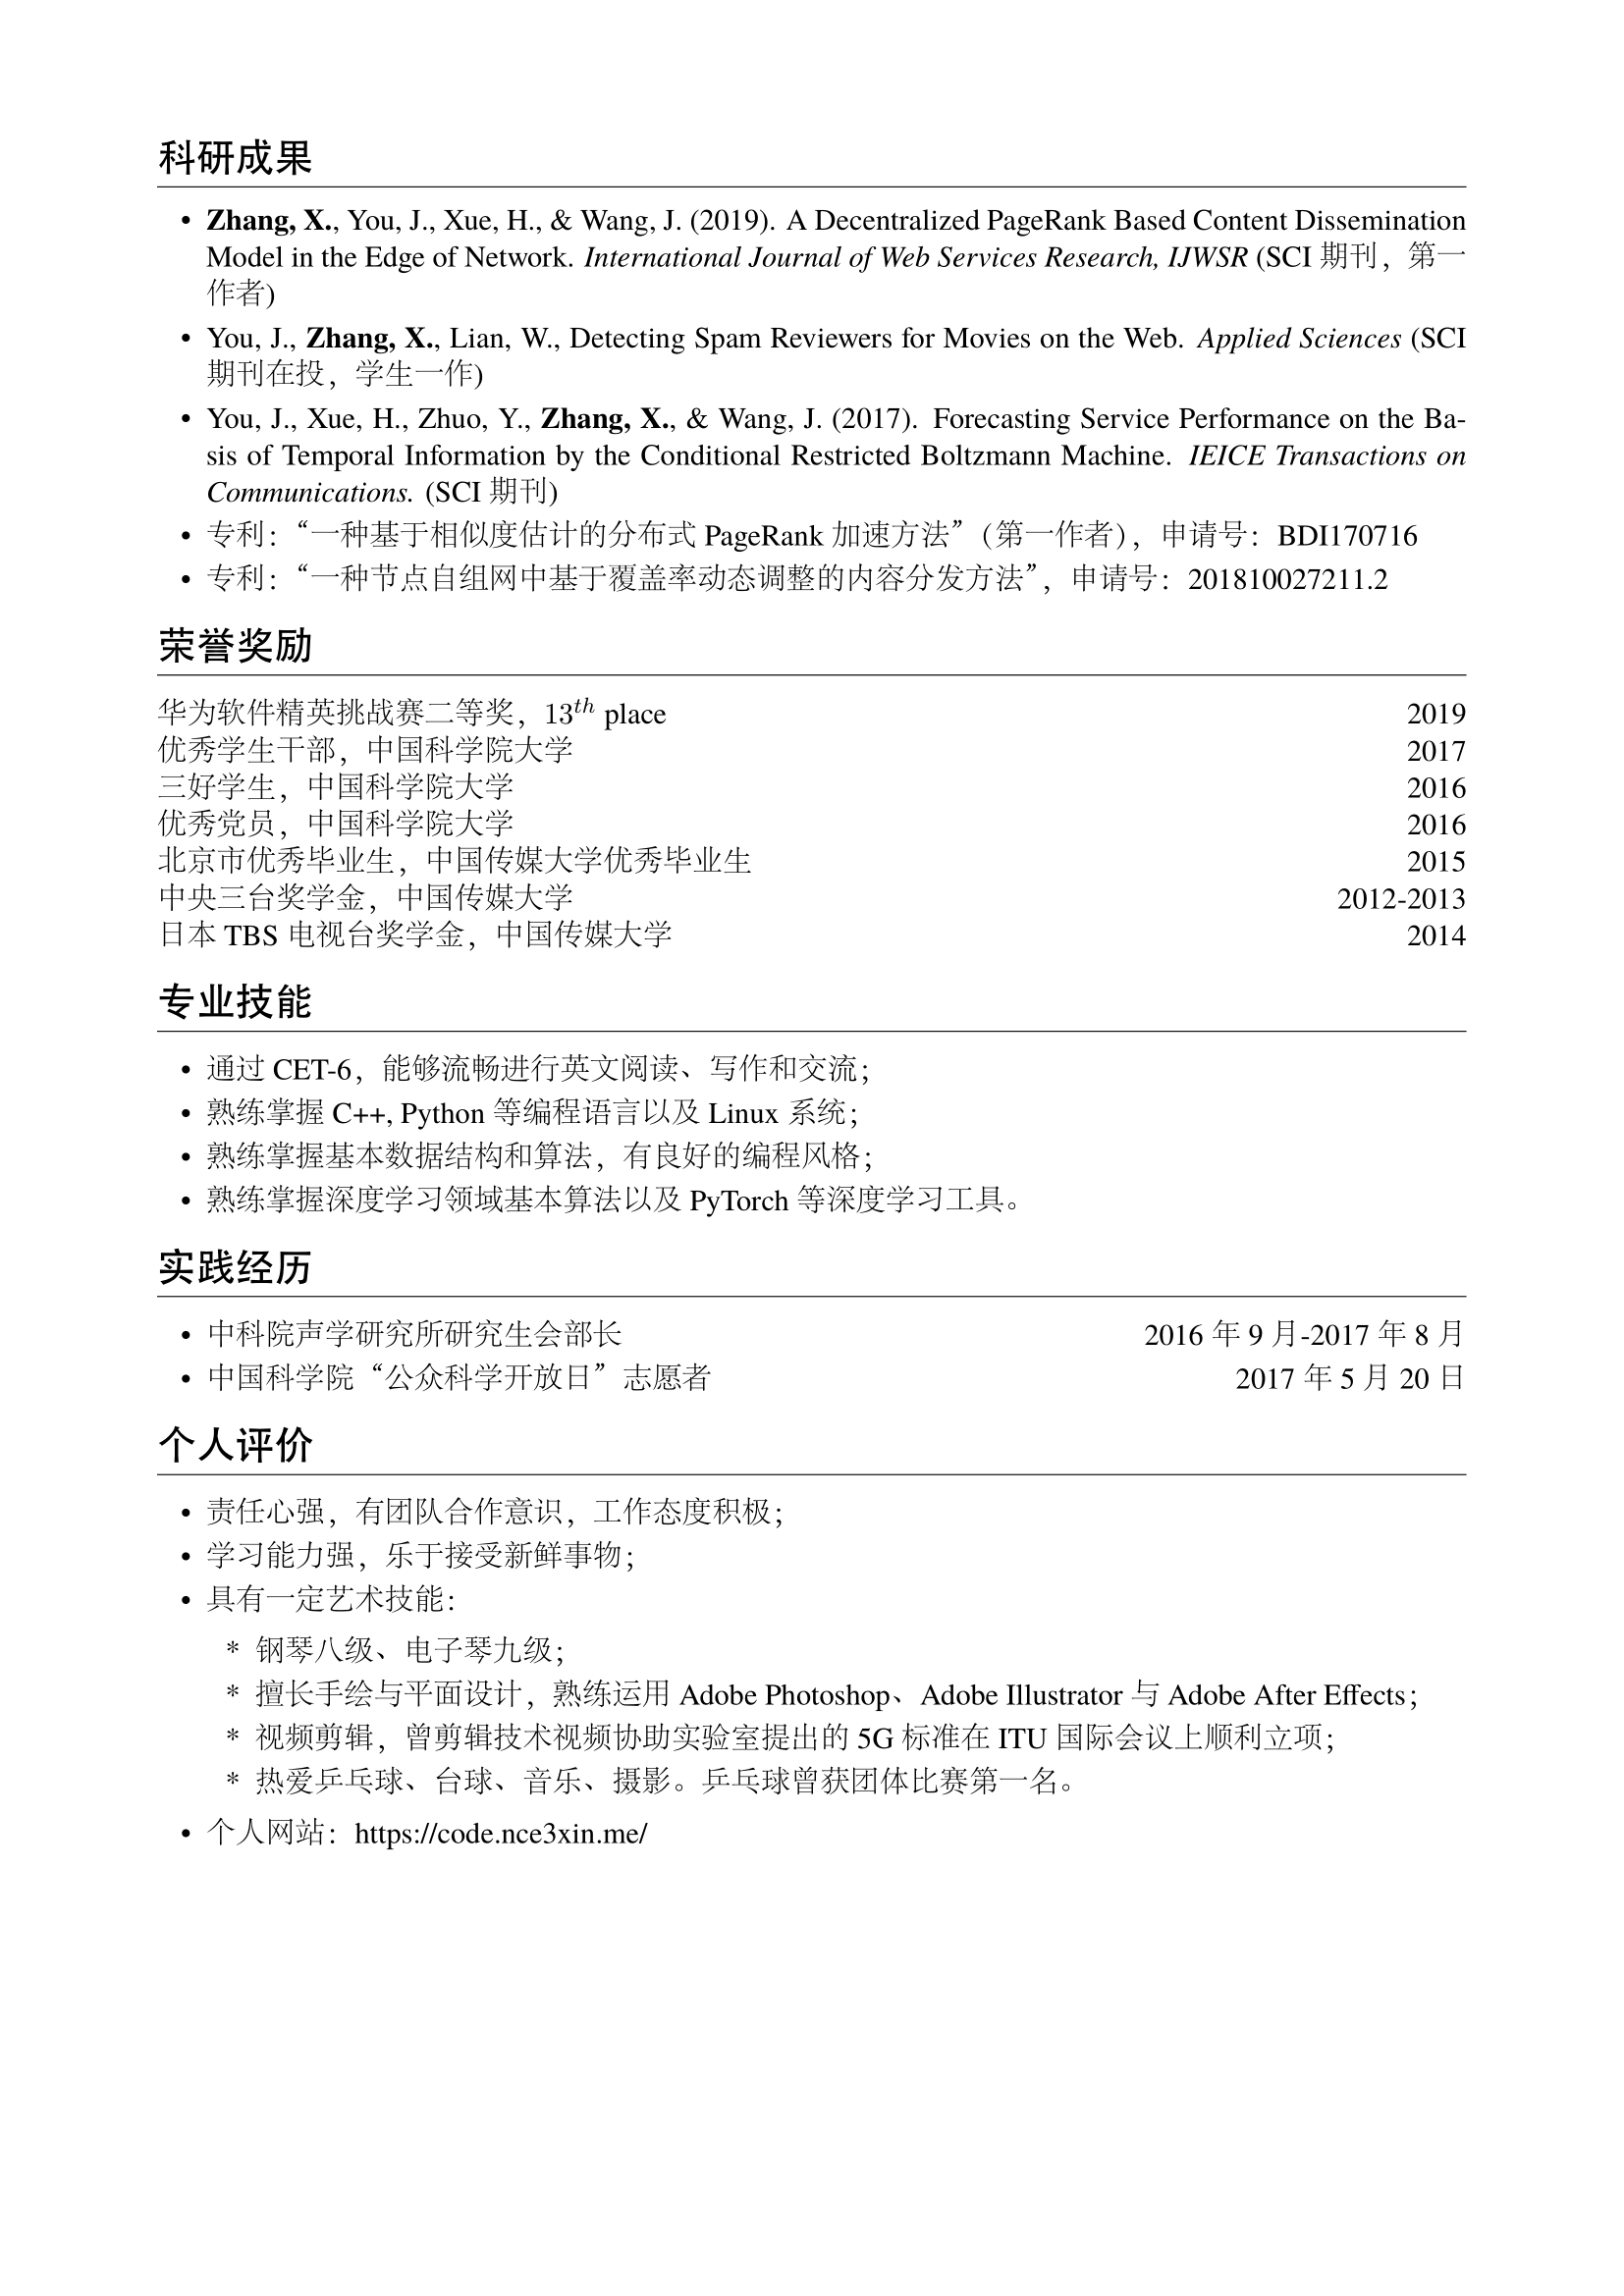 科研成果
• Zhang, X., You, J., Xue, H., & Wang, J. (2019). A Decentralized PageRank Based Content Dissemination
Model in the Edge of Network. International Journal of Web Services Research, IJWSR (SCI 期刊，第一
作者)
• You, J., Zhang, X., Lian, W., Detecting Spam Reviewers for Movies on the Web. Applied Sciences (SCI
期刊在投，学生一作)
• You, J., Xue, H., Zhuo, Y., Zhang, X., & Wang, J. (2017). Forecasting Service Performance on the Ba-
sis of Temporal Information by the Conditional Restricted Boltzmann Machine. IEICE Transactions on
Communications. (SCI 期刊)
• 专利：“一种基于相似度估计的分布式 PageRank 加速方法”（第一作者），申请号：BDI170716
• 专利：“一种节点自组网中基于覆盖率动态调整的内容分发方法”，申请号：201810027211.2
荣誉奖励
华为软件精英挑战赛二等奖，13th place 2019
优秀学生干部，中国科学院大学 2017
三好学生，中国科学院大学 2016
优秀党员，中国科学院大学 2016
北京市优秀毕业生，中国传媒大学优秀毕业生 2015
中央三台奖学金，中国传媒大学 2012-2013
日本 TBS 电视台奖学金，中国传媒大学 2014
专业技能
• 通过 CET-6，能够流畅进行英文阅读、写作和交流；
• 熟练掌握 C++, Python 等编程语言以及 Linux 系统；
• 熟练掌握基本数据结构和算法，有良好的编程风格；
• 熟练掌握深度学习领域基本算法以及 PyTorch 等深度学习工具。
实践经历
• 中科院声学研究所研究生会部长 2016 年 9 月-2017 年 8 月
• 中国科学院“公众科学开放日”志愿者 2017 年 5 月 20 日
个人评价
• 责任心强，有团队合作意识，工作态度积极；
• 学习能力强，乐于接受新鲜事物；
• 具有一定艺术技能：
* 钢琴八级、电子琴九级；
* 擅长手绘与平面设计，熟练运用 Adobe Photoshop、Adobe Illustrator 与 Adobe After Effects；
* 视频剪辑，曾剪辑技术视频协助实验室提出的 5G 标准在 ITU 国际会议上顺利立项；
* 热爱乒乓球、台球、音乐、摄影。乒乓球曾获团体比赛第一名。
• 个人网站：https://code.nce3xin.me/